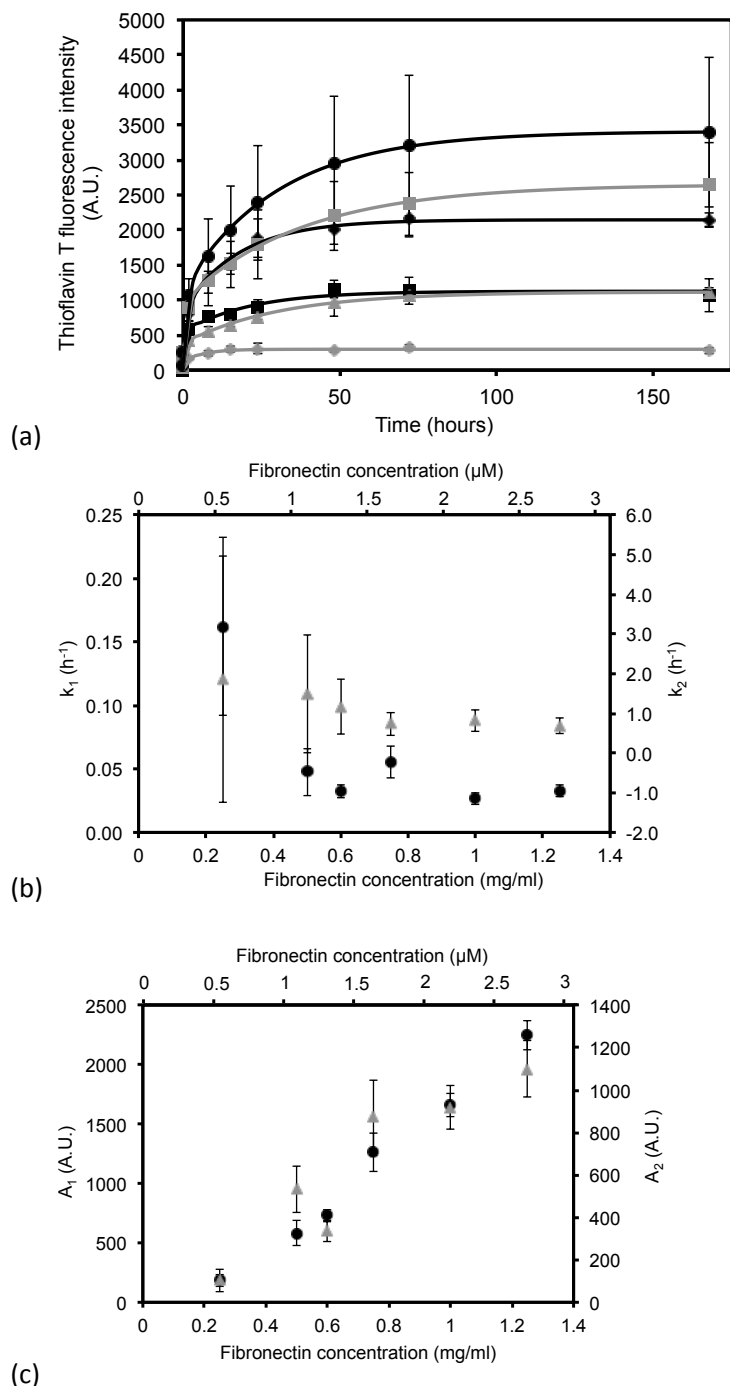 5000
4500
4000
3500
3000
2500
2000
1500
1000
500
0
Thioflavin T fluorescence intensity
(A.U.)
0 50 100 150
Time (hours)
(a)
Fibronectin concentration (µM)
0 0.5 1 1.5 2 2.5 3
0.25
0.20
0.15
0.10
0.05
0.00
k1 (h-1)
6.0
5.0
4.0
3.0
2.0
1.0
0.0
-1.0
-2.0
k2 (h-1)
0 0.2 0.4 0.6 0.8 1 1.2 1.4
Fibronectin concentration (mg/ml)
(b)
Fibronectin concentration (µM)
0 0.5 1 1.5 2 2.5 3
2500
2000
1500
1000
500
0
A1 (A.U.)
1400
1200
1000
800
600
400
200
0
A2 (A.U.)
0 0.2 0.4 0.6 0.8 1 1.2 1.4
Fibronectin concentration (mg/ml)
(c)